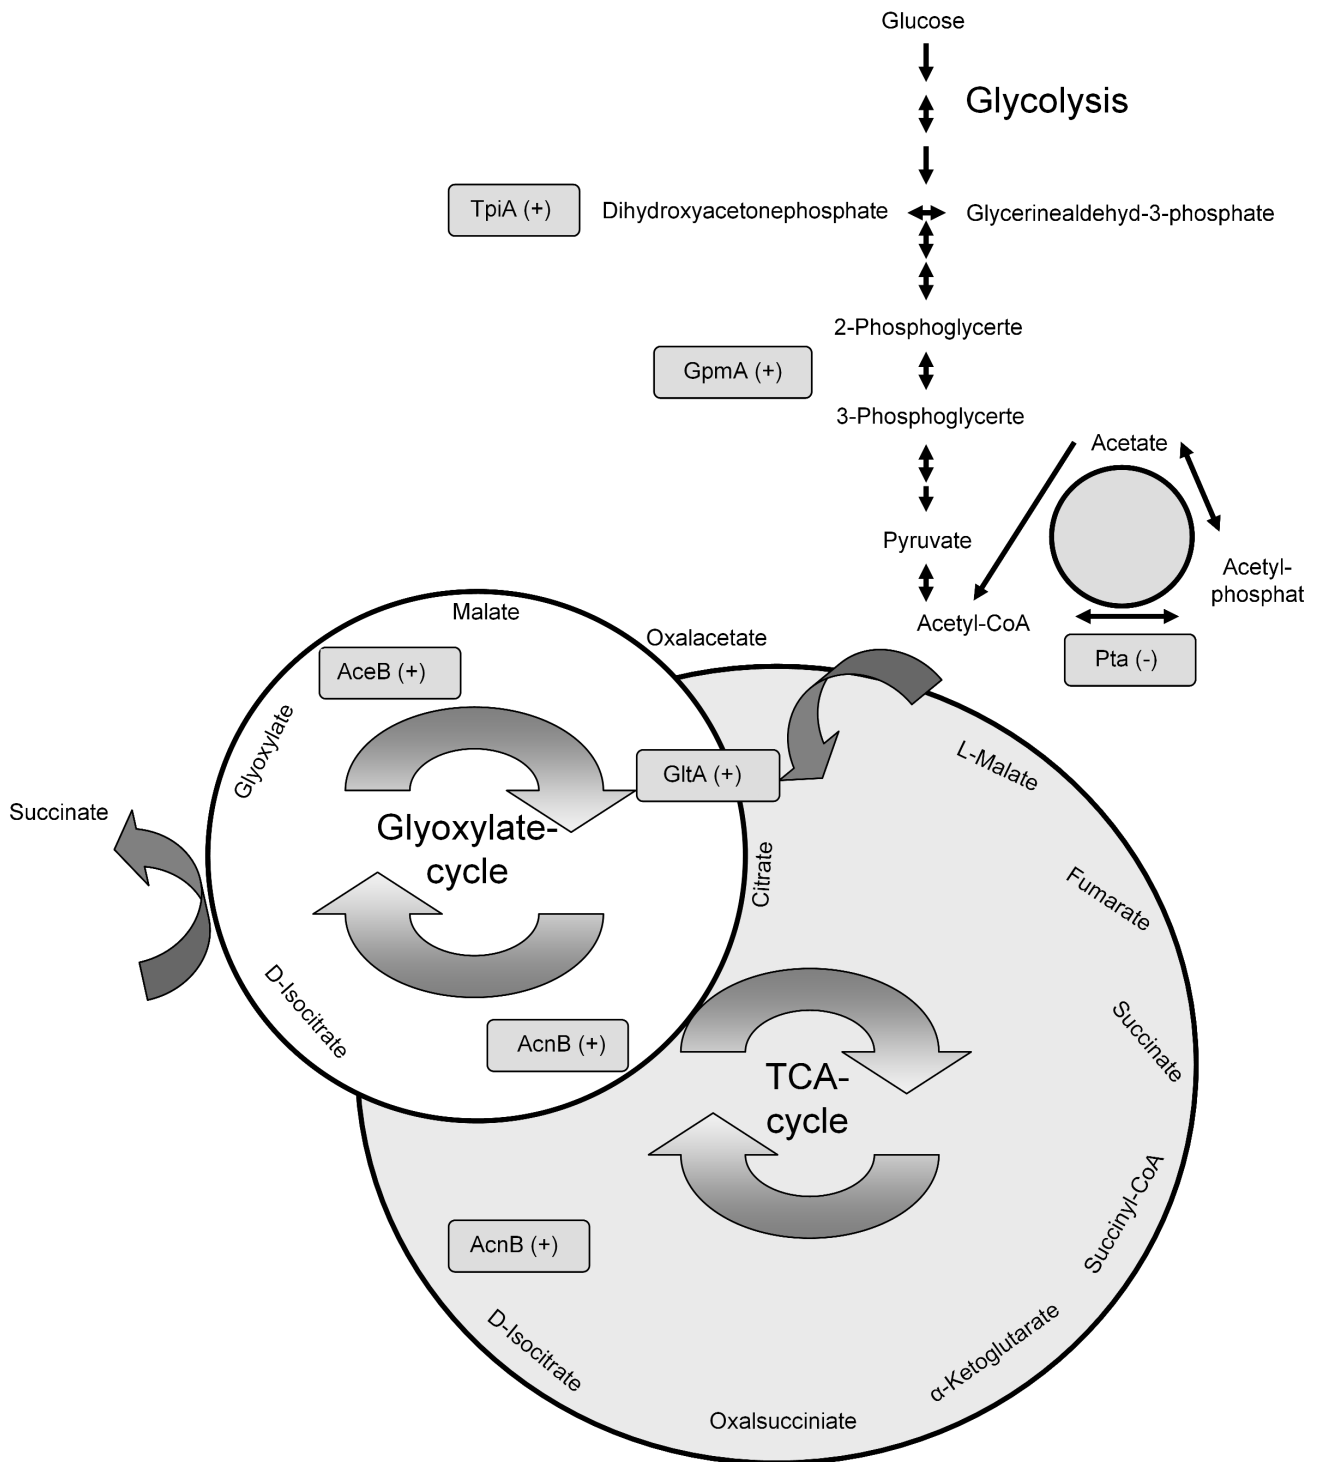 Glucose
Glycolysis
TpiA (+)
Dihydroxyacetonephosphate
Glycerinealdehyd-3-phosphate
2-Phosphoglycerte
GpmA (+)
3-Phosphoglycerte
Acetate
Pyruvate
Acetyl-
phosphat
Acetyl-CoA
Pta (-)
Malate
Oxalacetate
AceB (+)
Glyoxylate
GltA (+)
L-Malate
Succinate
Glyoxylate-
cycle
Citrate
Fumarate
D-Isocitrate
AcnB (+)
Succinate
TCA-
cycle
Succinyl-CoA
AcnB (+)
D-Isocitrate
α-Ketoglutarate
Oxalsucciniate